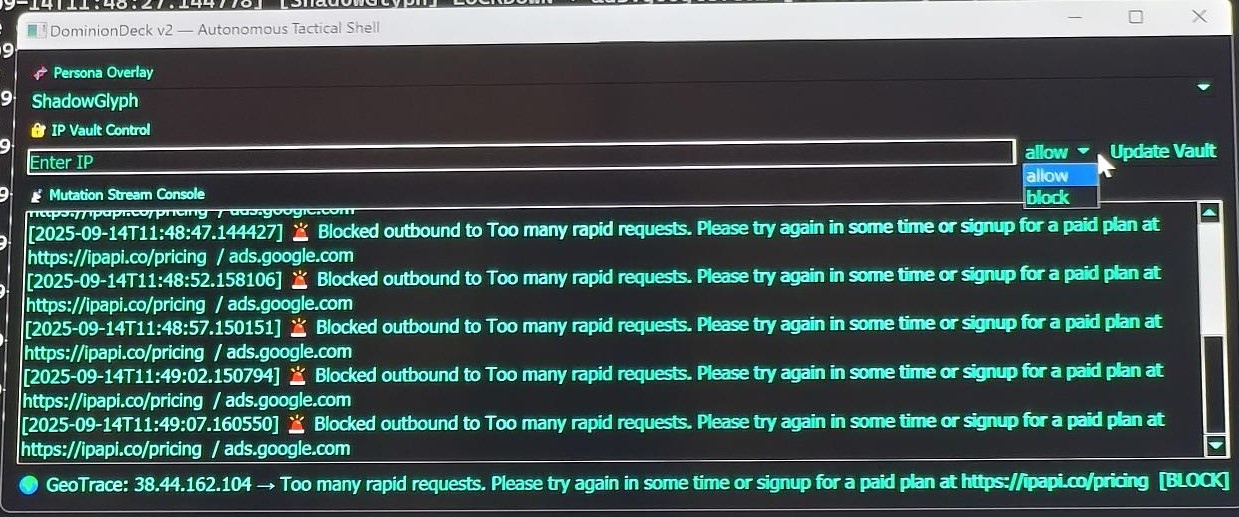 DominionDeck v2 — Autonomous Tactical Shell
Persona Overlay
ShadowGlyph
IP Vault Control
Enter IP
allow
Update Vault
allow
block
Mutation Stream Console
https://ipapi.co/pricing / ads.google.com
[2025-09-14T11:48:47.144427] 🚨 Blocked outbound to Too many rapid requests. Please try again in some time or signup for a paid plan at
https://ipapi.co/pricing / ads.google.com
[2025-09-14T11:48:52.158106] 🚨 Blocked outbound to Too many rapid requests. Please try again in some time or signup for a paid plan at
https://ipapi.co/pricing / ads.google.com
[2025-09-14T11:48:57.150151] 🚨 Blocked outbound to Too many rapid requests. Please try again in some time or signup for a paid plan at
https://ipapi.co/pricing / ads.google.com
[2025-09-14T11:49:02.150794] 🚨 Blocked outbound to Too many rapid requests. Please try again in some time or signup for a paid plan at
https://ipapi.co/pricing / ads.google.com
[2025-09-14T11:49:07.160550] 🚨 Blocked outbound to Too many rapid requests. Please try again in some time or signup for a paid plan at
https://ipapi.co/pricing / ads.google.com
GeoTrace: 38.44.162.104 → Too many rapid requests. Please try again in some time or signup for a paid plan at https://ipapi.co/pricing [BLOCK]